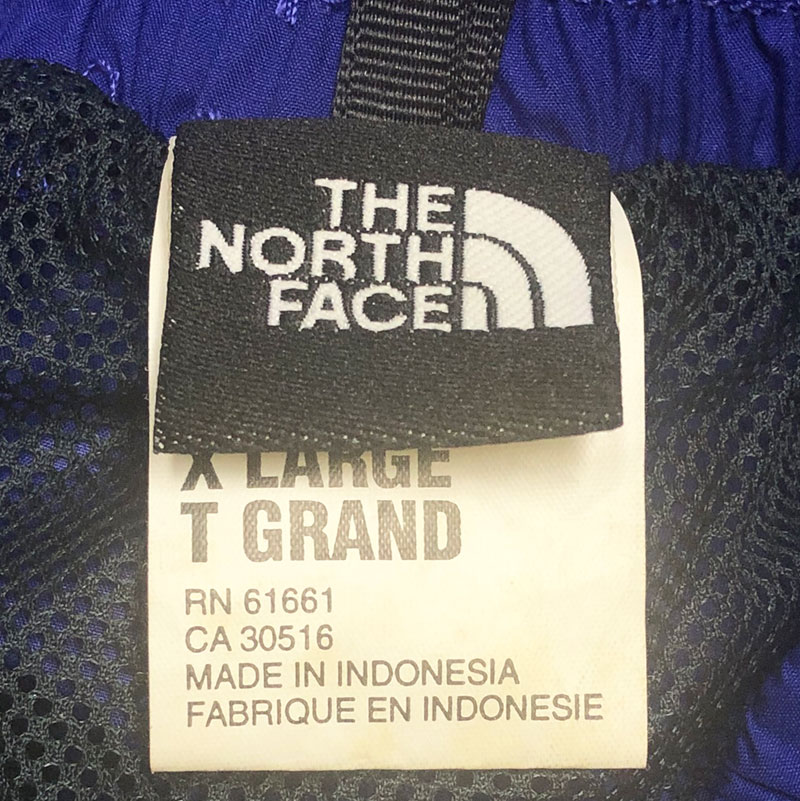 THE
NORTH
FACE
X LARGE
T GRAND
RN 61661
CA 30516
MADE IN INDONESIA
FABRIQUE EN INDONESIE